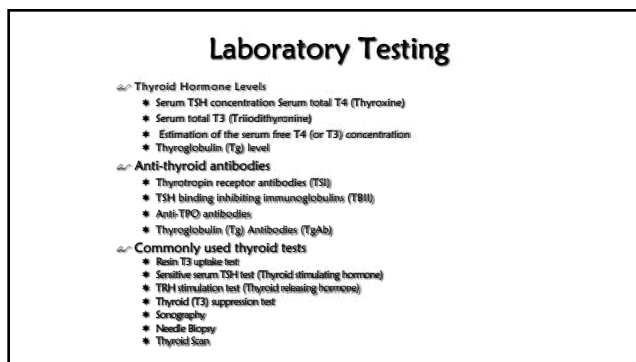 Laboratory Testing
Thyroid Hormone Levels
Serum TSH concentration Serum total T4 (Thyroxine)
Serum total T3 (Triiodithyronine)
Estimation of the serum free T4 (or T3) concentration
Thyroglobulin (Tg) level
Anti-thyroid antibodies
Thyrotropin receptor antibodies (TSI)
TSH binding inhibiting immunoglobulins (TBII)
Anti-TPO antibodies
Thyroglobulin (Tg) Antibodies (TgAb)
Commonly used thyroid tests
Resin T3 uptake test
Sensitive serum TSH test (Thyroid stimulating hormone)
TRH stimulation test (Thyroid releasing hormone)
Thyroid (T3) suppression test
Sonography
Needle Biopsy
Thyroid Scan